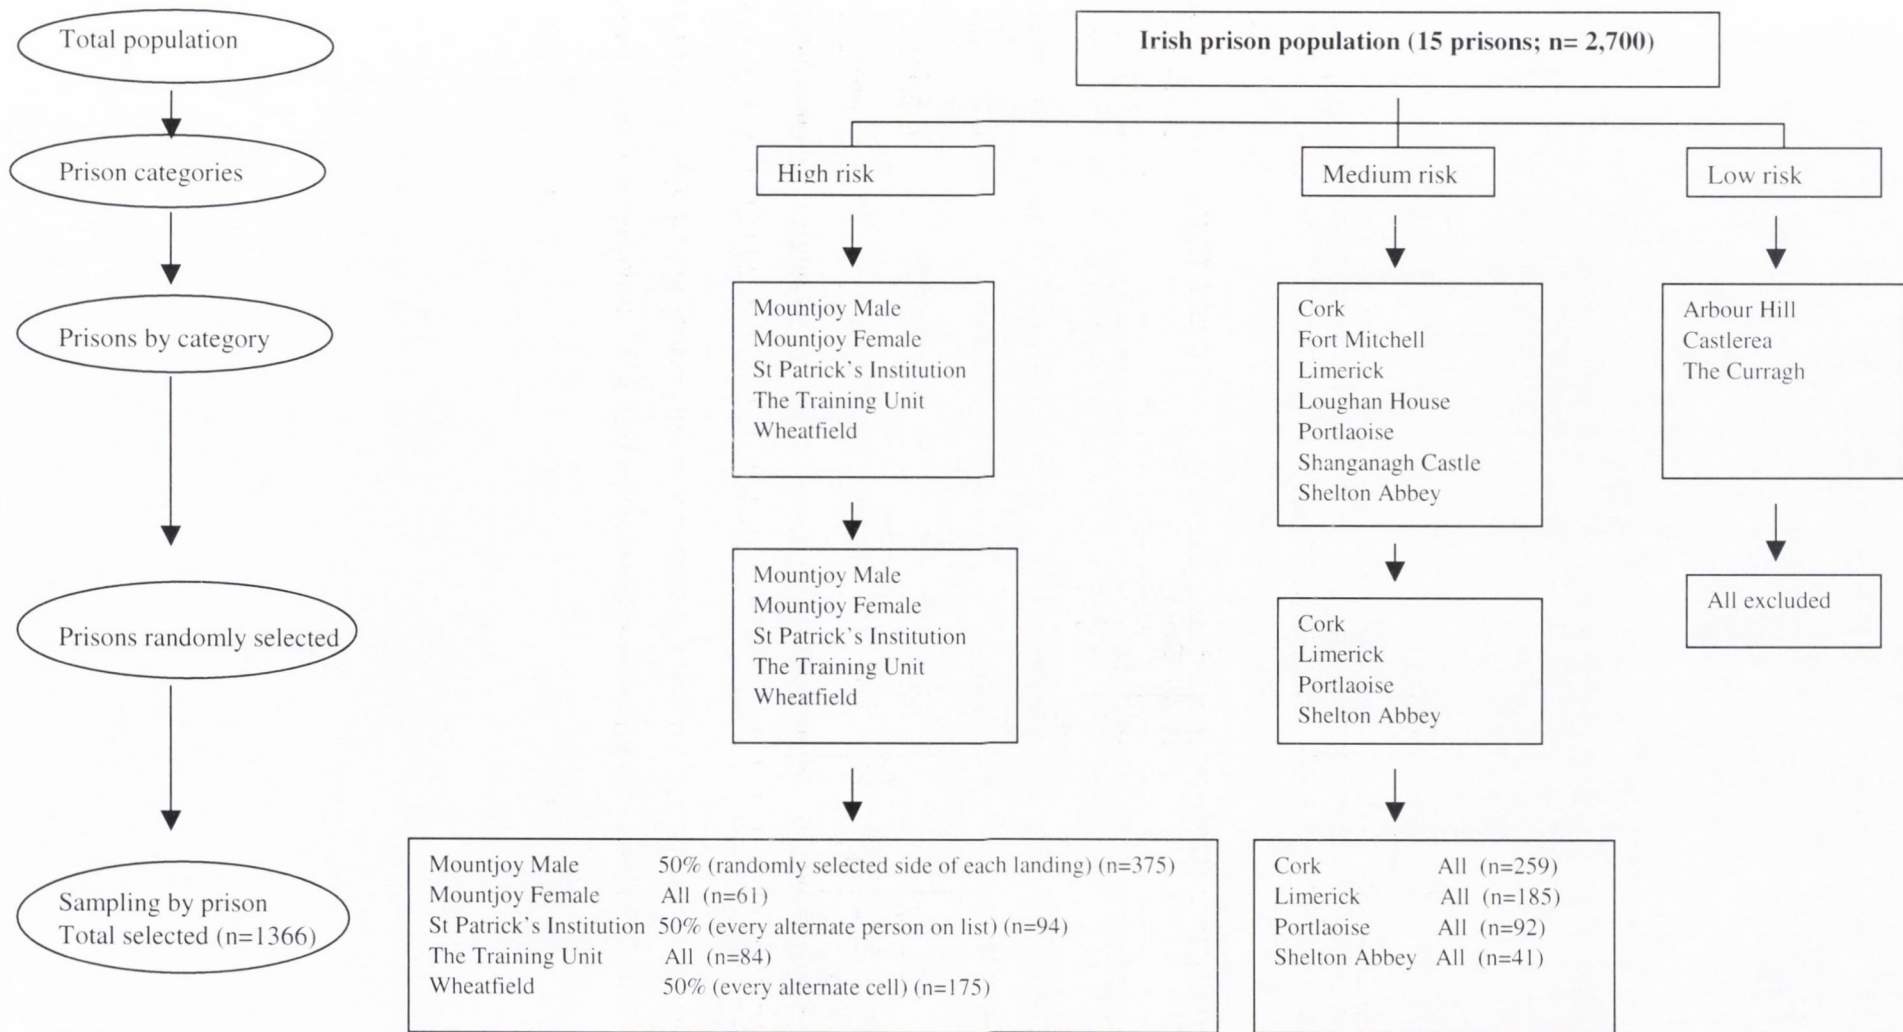 Total population
Irish prison population (15 prisons; n= 2,700)
Prison categories
High risk
Medium risk
Low risk
Prisons by category
Mountjoy Male
Mountjoy Female
St Patrick's Institution
The Training Unit
Wheatfield
Cork
Fort Mitchell
Limerick
Loughan House
Portlaoise
Shanganagh Castle
Shelton Abbey
Arbour Hill
Castlerea
The Curragh
Prisons randomly selected
Mountjoy Male
Mountjoy Female
St Patrick's Institution
The Training Unit
Wheatfield
Cork
Limerick
Portlaoise
Shelton Abbey
All excluded
Sampling by prison
Total selected (n=1366)
Mountjoy Male 50% (randomly selected side of each landing) (n=375)
Mountjoy Female All (n=61)
St Patrick's Institution 50% (every alternate person on list) (n=94)
The Training Unit All (n=84)
Wheatfield 50% (every alternate cell) (n=175)
Cork All (n=259)
Limerick All (n=185)
Portlaoise All (n=92)
Shelton Abbey All (n=41)